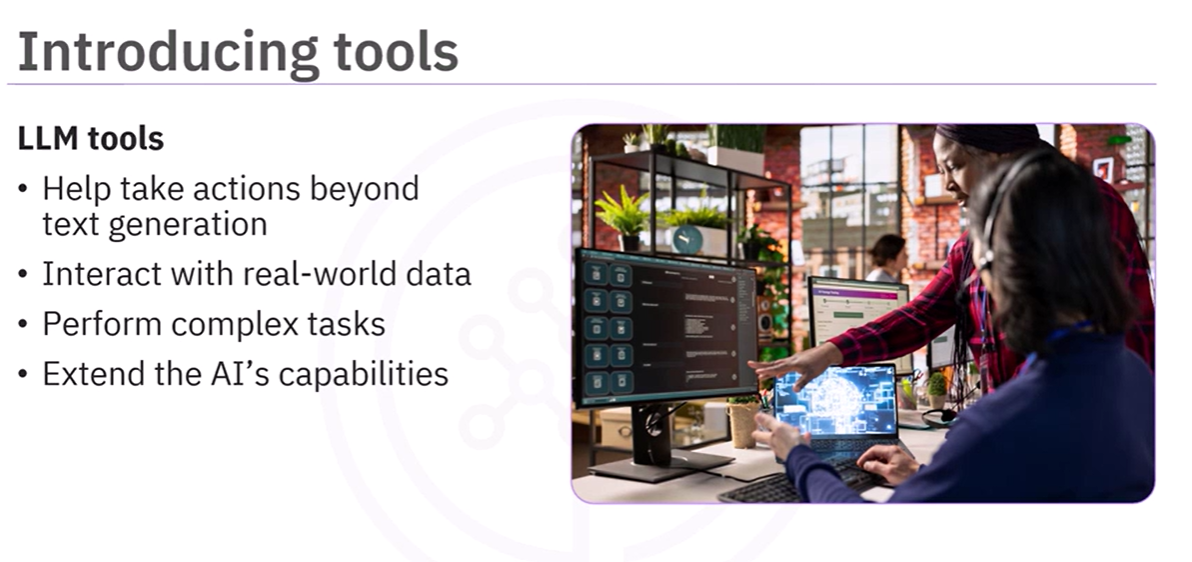 Introducing tools
LLM tools
• Help take actions beyond
text generation
• Interact with real-world data
• Perform complex tasks
• Extend the AI’s capabilities